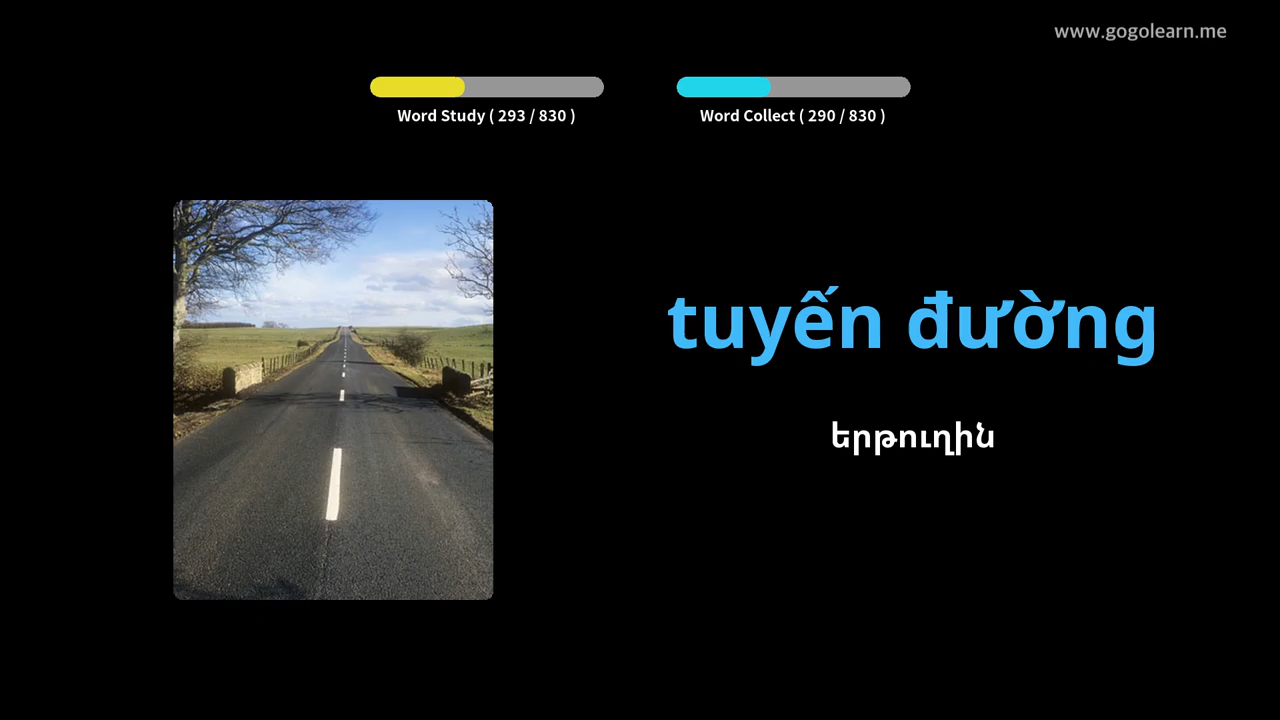 www.gogolearn.me
Word Study ( 293 / 830 )
Word Collect ( 290 / 830 )
tuyến đường
երթուղին